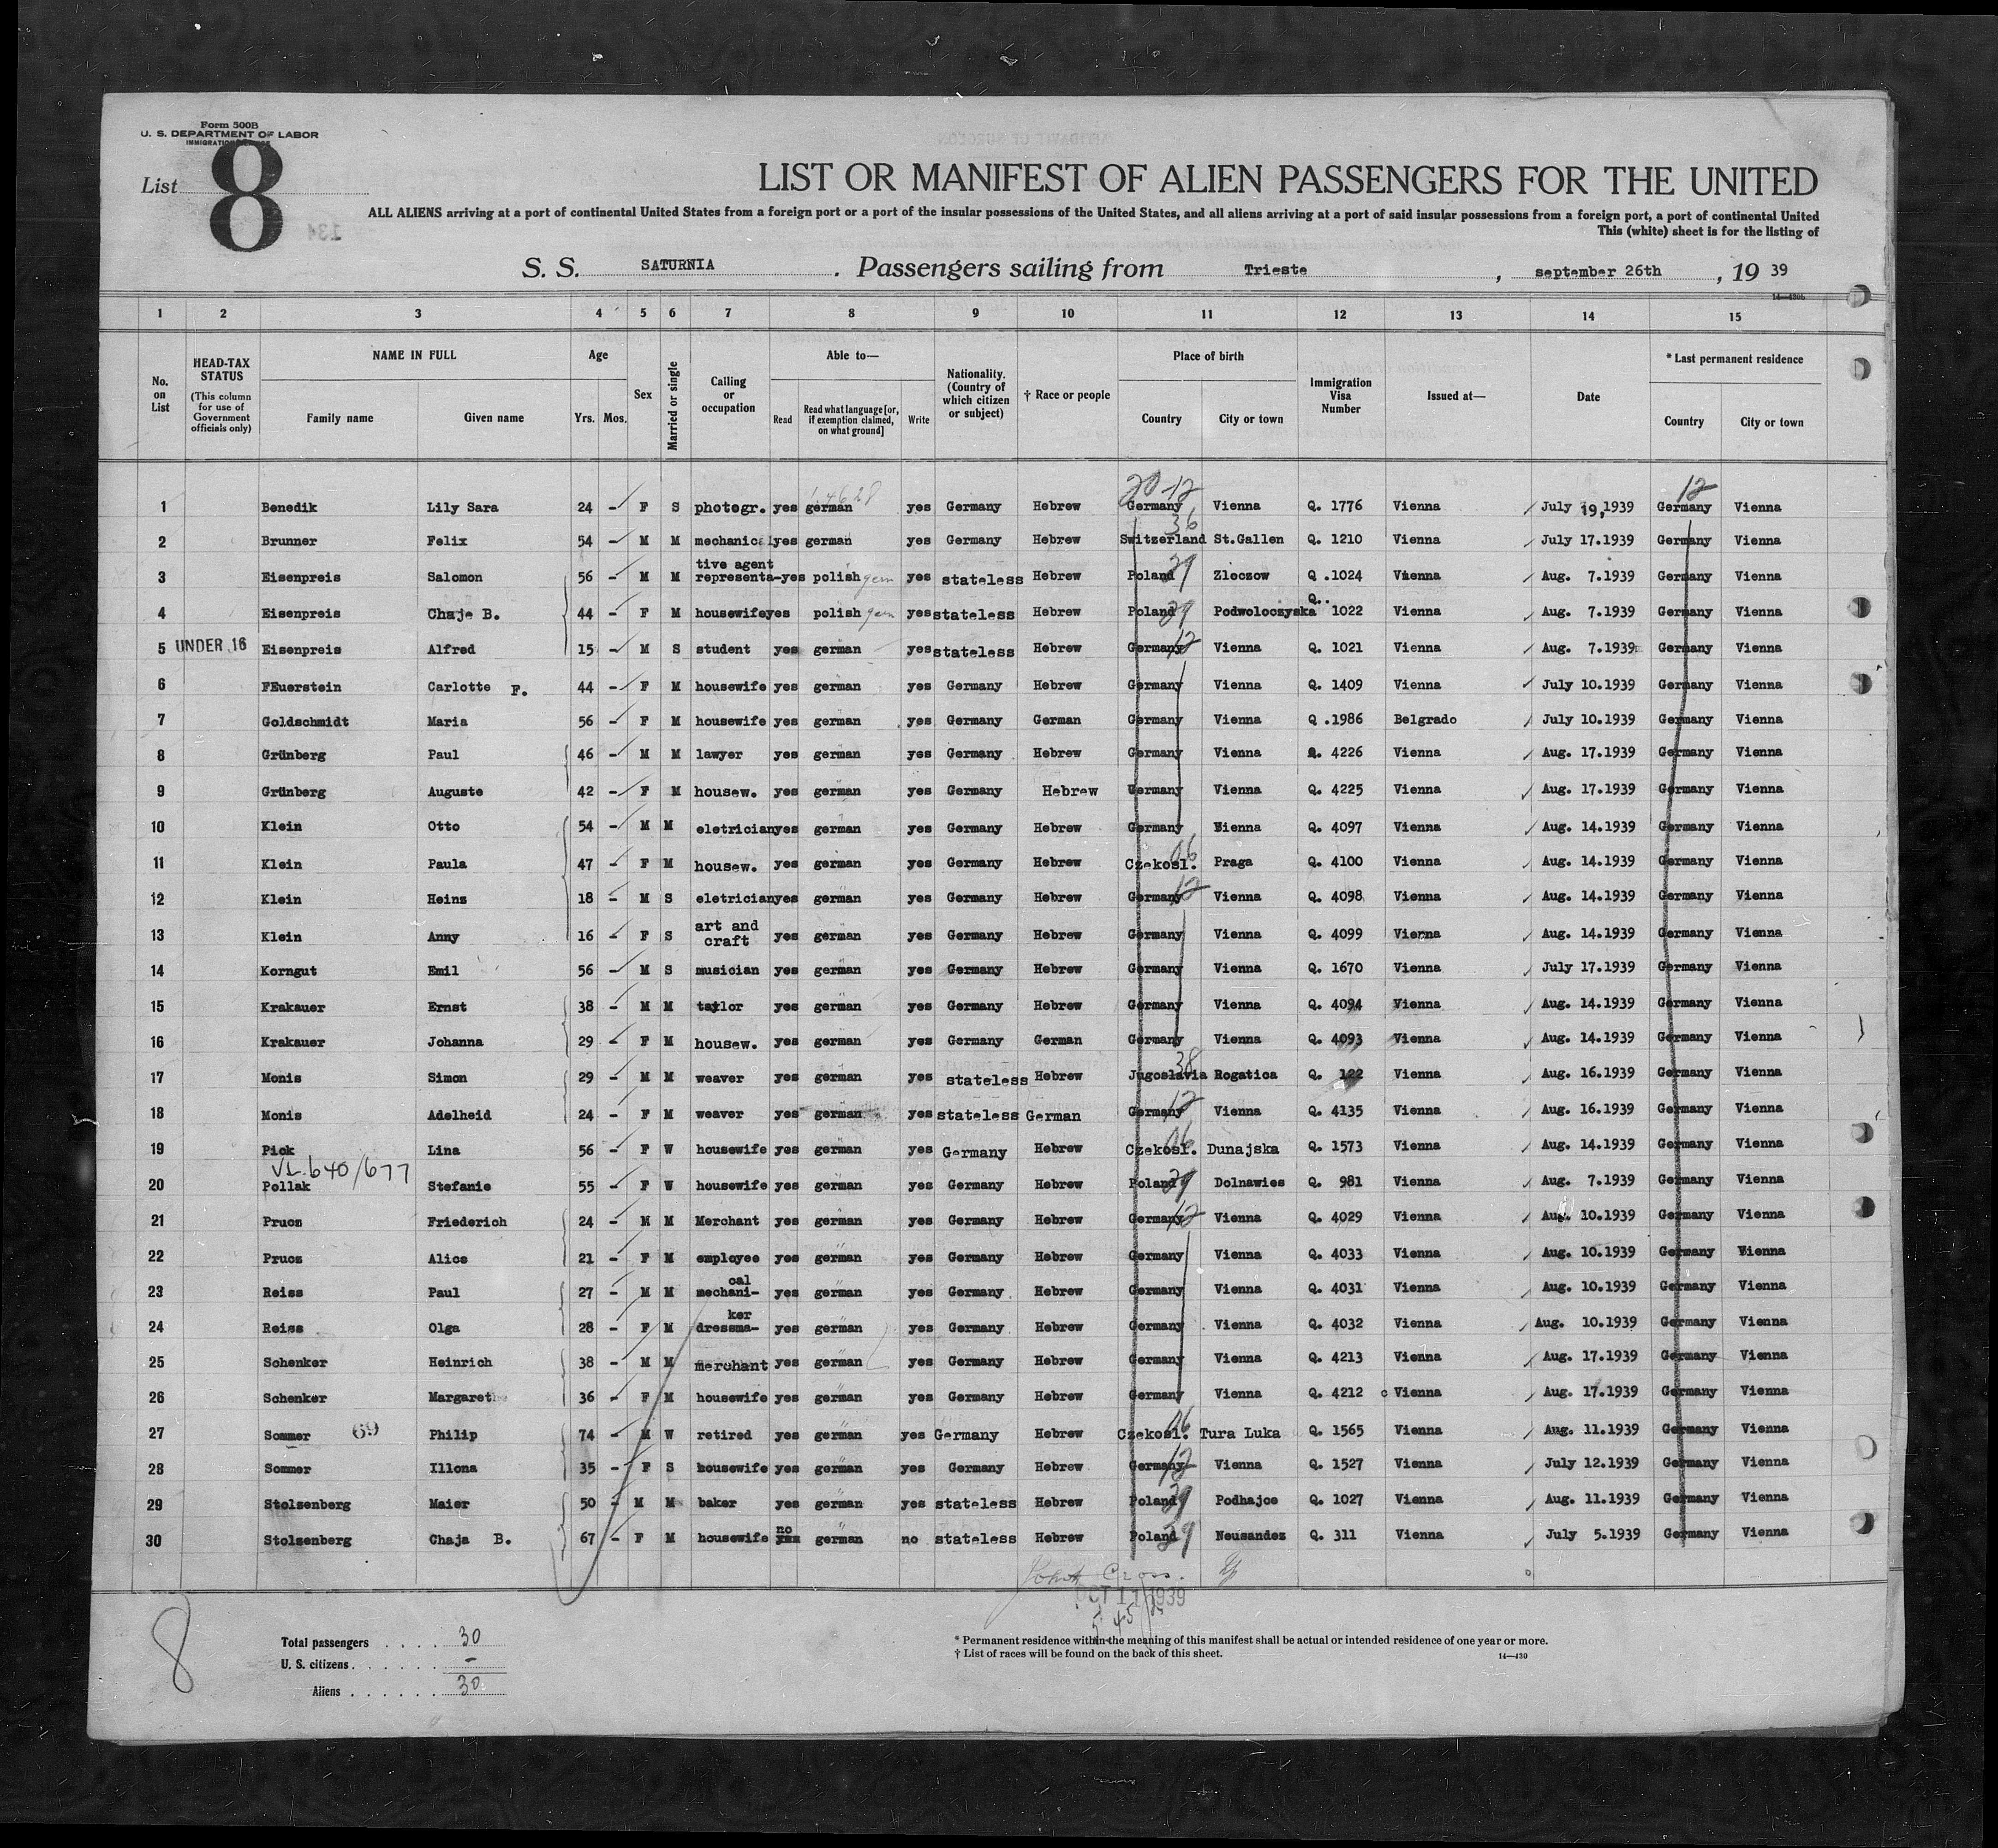 Form 500B
U. S. DEPARTMENT OF LABOR
List 8
LIST OR MANIFEST OF ALIEN PASSENGERS FOR THE UNITED
ALL ALIENS arriving at a port of continental United States from a foreign port or a port of the insular possessions of the United States, and all aliens arriving at a port of said insular possessions from a foreign port, a port of continental United
This (white) sheet is for the listing of
S. S. SATURNIA . Passengers sailing from Trieste , september 26th , 19 39
1 2 3 4 5 6 7 8 9 10 11 12 13 14 15
No. on List
HEAD-TAX STATUS (This column for use of Government officials only)
NAME IN FULL Family name Given name
Age Yrs. Mos.
Sex
Married or single
Calling or occupation
Able to— Read Read what language [or, if exemption claimed, on what ground] Write
Nationality. (Country of which citizen or subject)
† Race or people
Place of birth Country City or town
Immigration Visa Number
Issued at—
Date
* Last permanent residence Country City or town
20 12 12
1 Benedik Lily Sara 24 - F S photogr. yes german yes Germany Hebrew Germany Vienna Q. 1776 Vienna July 19,1939 Germany Vienna
2 Brunner Felix 54 - M M mechanical yes german yes Germany Hebrew Switzerland 36 St.Gallen Q. 1210 Vienna July 17.1939 Germany Vienna
3 Eisenpreis Salomon 56 - M M representa-tive agent yes polish gern yes stateless Hebrew Poland 29 Zloczow Q .1024 Vienna Aug. 7.1939 Germany Vienna
4 Eisenpreis Chaje B. 44 - F M housewife yes polish gern yes stateless Hebrew Poland 29 Podwoloczyska Q.. 1022 Vienna Aug. 7.1939 Germany Vienna
5 UNDER 16 Eisenpreis Alfred 15 - M S student yes german yes stateless Hebrew Germany 12 Vienna Q. 1021 Vienna Aug. 7.1939 Germany Vienna
6 FEuerstein Carlotte F. 44 - F M housewife yes german yes Germany Hebrew Germany Vienna Q. 1409 Vienna July 10.1939 Germany Vienna
7 Goldschmidt Maria 56 - F M housewife yes german yes Germany German Germany Vienna Q .1986 Belgrado July 10.1939 Germany Vienna
8 Grünberg Paul 46 - M M lawyer yes german yes Germany Hebrew Germany Vienna Q. 4226 Vienna Aug. 17.1939 Germany Vienna
9 Grünberg Auguste 42 - F M housew. yes german yes Germany Hebrew Germany Vienna Q. 4225 Vienna Aug. 17.1939 Germany Vienna
10 Klein Otto 54 - M M eletrician yes german yes Germany Hebrew Germany Vienna Q. 4097 Vienna Aug. 14.1939 Germany Vienna
11 Klein Paula 47 - F M housew. yes german yes Germany Hebrew Czekosl. 06 Praga Q. 4100 Vienna Aug. 14.1939 Germany Vienna
12 Klein Heinz 18 - M S eletrician yes german yes Germany Hebrew Germany 12 Vienna Q. 4098 Vienna Aug. 14.1939 Germany Vienna
13 Klein Anny 16 - F S art and craft yes german yes Germany Hebrew Germany Vienna Q. 4099 Vienna Aug. 14.1939 Germany Vienna
14 Korngut Emil 56 - M S musician yes german yes Germany Hebrew Germany Vienna Q. 1670 Vienna July 17.1939 Germany Vienna
15 Krakauer Ernst 38 - M M taylor yes german yes Germany Hebrew Germany Vienna Q. 4094 Vienna Aug. 14.1939 Germany Vienna
16 Krakauer Johanna 29 - F M housew. yes german yes Germany German Germany Vienna Q. 4093 Vienna Aug. 14.1939 Germany Vienna
17 Monis Simon 29 - M M weaver yes german yes stateless Hebrew Jugoslavia 38 Rogatica Q. 122 Vienna Aug. 16.1939 Germany Vienna
18 Monis Adelheid 24 - F M weaver yes german yes stateless German Germany 12 Vienna Q. 4135 Vienna Aug. 16.1939 Germany Vienna
19 Pick Lina 56 - F W housewife yes german yes Germany Hebrew Czekosl. 06 Dunajska Q. 1573 Vienna Aug. 14.1939 Germany Vienna
VL. 640/677
20 Pollak Stefanie 55 - F W housewife yes german yes Germany Hebrew Poland 29 Dolnawies Q. 981 Vienna Aug. 7.1939 Germany Vienna
21 Prucz Friederich 24 - M M Merchant yes german yes Germany Hebrew Germany 12 Vienna Q. 4029 Vienna Aug. 10.1939 Germany Vienna
22 Prucz Alice 21 - F M employee yes german yes Germany Hebrew Germany Vienna Q. 4033 Vienna Aug. 10.1939 Germany Vienna
23 Reiss Paul 27 - M M mechani-cal yes german yes Germany Hebrew Germany Vienna Q. 4031 Vienna Aug. 10.1939 Germany Vienna
24 Reiss Olga 28 - F M dressma-ker yes german yes Germany Hebrew Germany Vienna Q. 4032 Vienna Aug. 10.1939 Germany Vienna
25 Schenker Heinrich 38 - M M merchant yes german yes Germany Hebrew Germany Vienna Q. 4213 Vienna Aug. 17.1939 Germany Vienna
26 Schenker Margaret 36 - F M housewife yes german yes Germany Hebrew Germany Vienna Q. 4212 Vienna Aug. 17.1939 Germany Vienna
27 Sommer 69 Philip 74 - M W retired yes german yes Germany Hebrew Czekosl. 06 Tura Luka Q. 1565 Vienna Aug. 11.1939 Germany Vienna
28 Sommer Illona 35 - F S housewife yes german yes Germany Hebrew Germany 12 Vienna Q. 1527 Vienna July 12.1939 Germany Vienna
29 Stolzenberg Maier 50 - M M baker yes german yes stateless Hebrew Poland 29 Podhajce Q. 1027 Vienna Aug. 11.1939 Germany Vienna
30 Stolzenberg Chaja B. 67 - F M housewife no german no stateless Hebrew Poland 29 Neusandez Q. 311 Vienna July 5.1939 Germany Vienna
Cross.
OCT 11 1939
5 45
8
Total passengers . . . . 30
U. S. citizens . . . . . . -
Aliens . . . . . . 30
* Permanent residence within the meaning of this manifest shall be actual or intended residence of one year or more.
† List of races will be found on the back of this sheet.
14—430